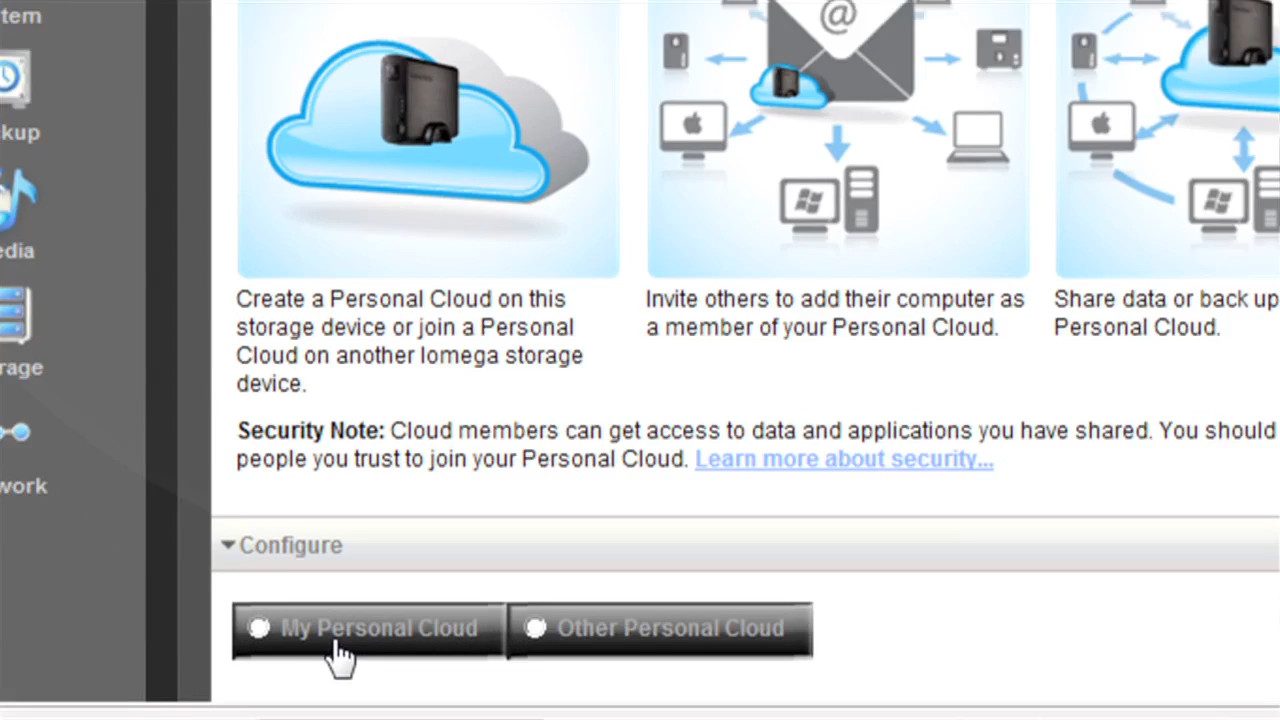 tem
kup
edia
rage
work
@
Create a Personal Cloud on this
storage device or join a Personal
Cloud on another Iomega storage
device.
Invite others to add their computer as
a member of your Personal Cloud.
Share data or back up
Personal Cloud.
Security Note: Cloud members can get access to data and applications you have shared. You should
people you trust to join your Personal Cloud. Learn more about security...
Configure
My Personal Cloud
Other Personal Cloud